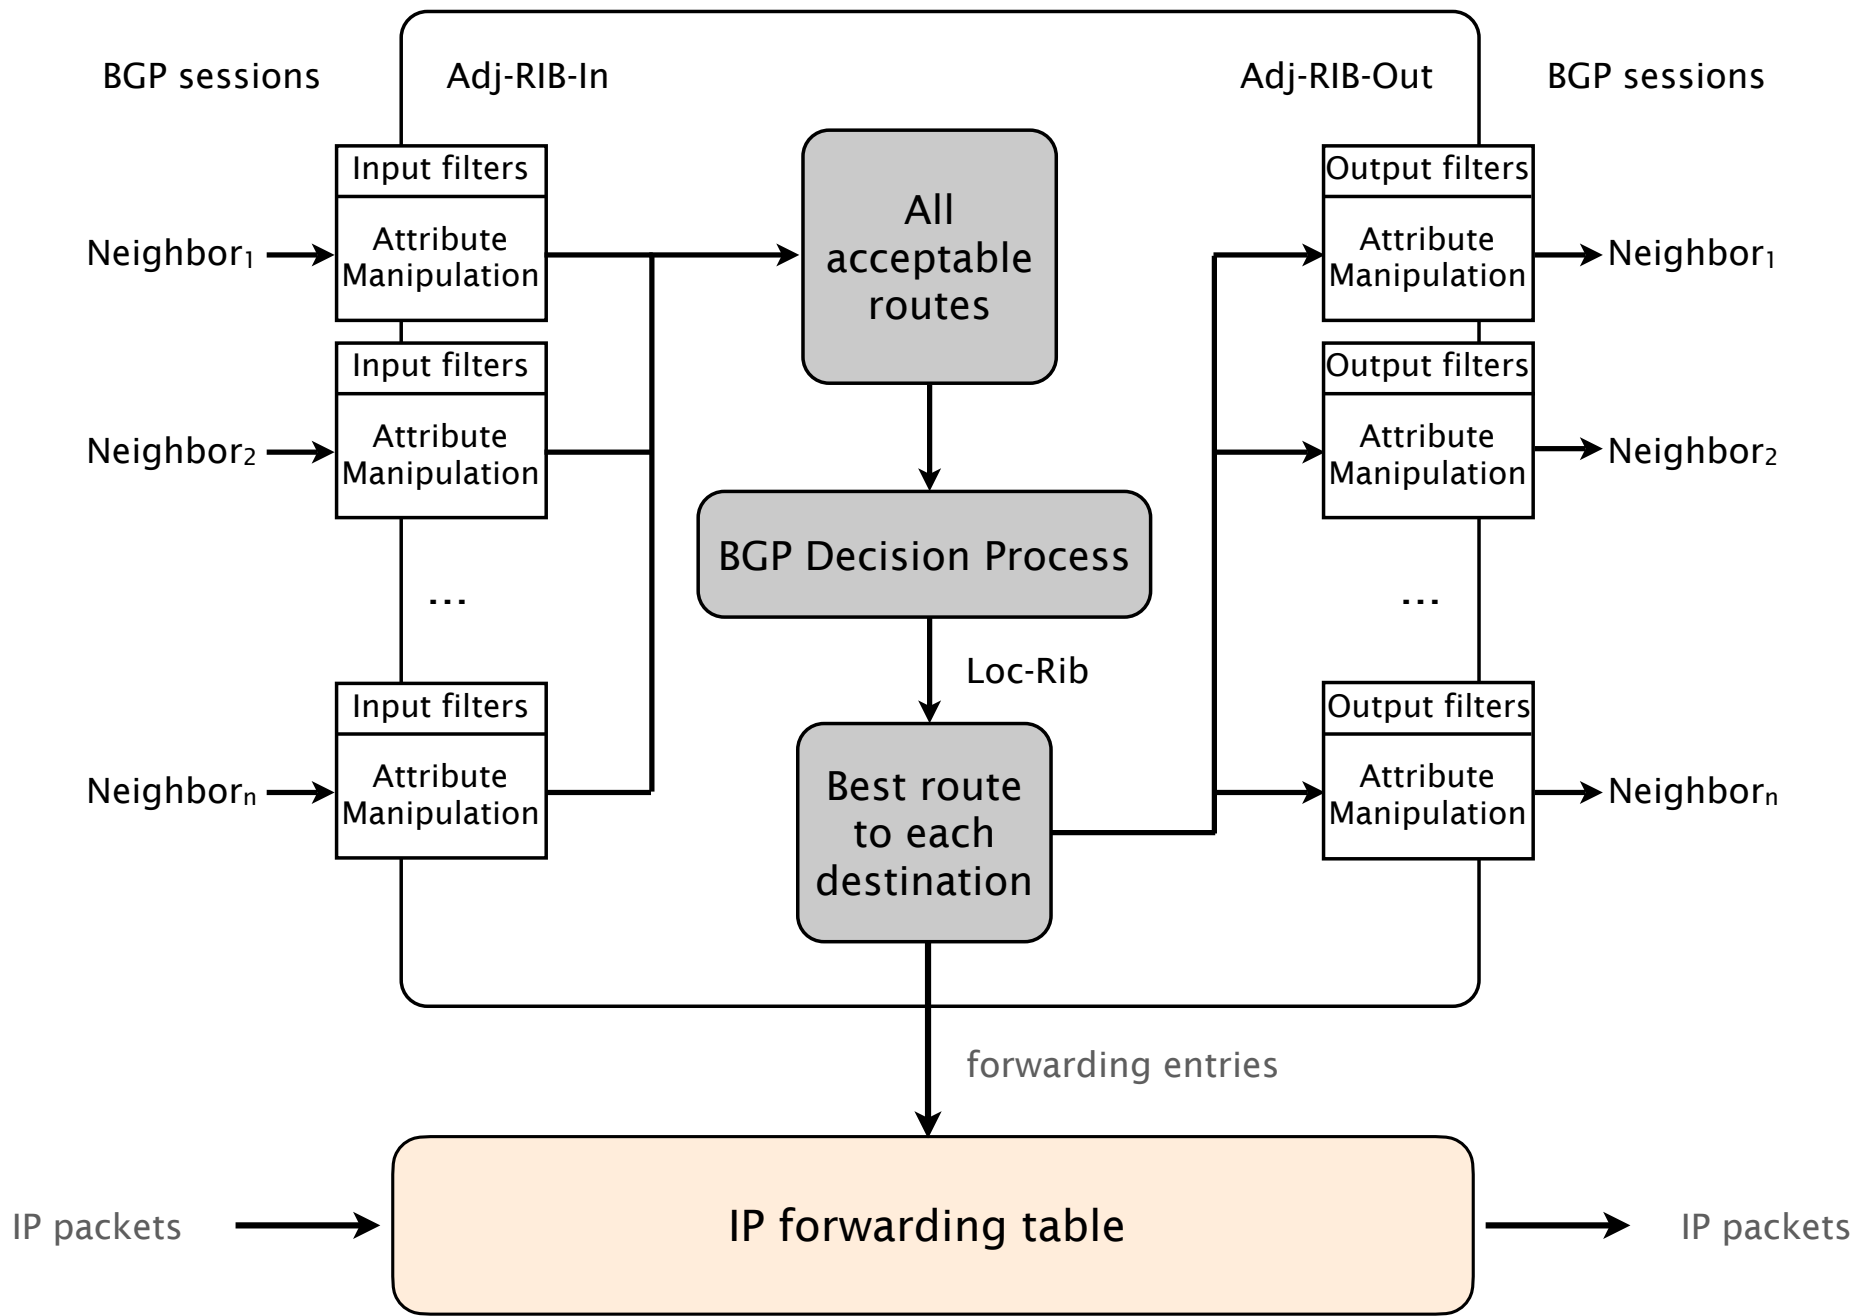 BGP sessions
Adj-RIB-In
Adj-RIB-Out
BGP sessions
Input filters
Attribute
Manipulation
Neighbor₁
Input filters
Attribute
Manipulation
Neighbor₂
...
Input filters
Attribute
Manipulation
Neighborₙ
All
acceptable
routes
BGP Decision Process
Loc-Rib
Best route
to each
destination
Output filters
Attribute
Manipulation
Neighbor₁
Output filters
Attribute
Manipulation
Neighbor₂
...
Output filters
Attribute
Manipulation
Neighborₙ
forwarding entries
IP packets
IP forwarding table
IP packets